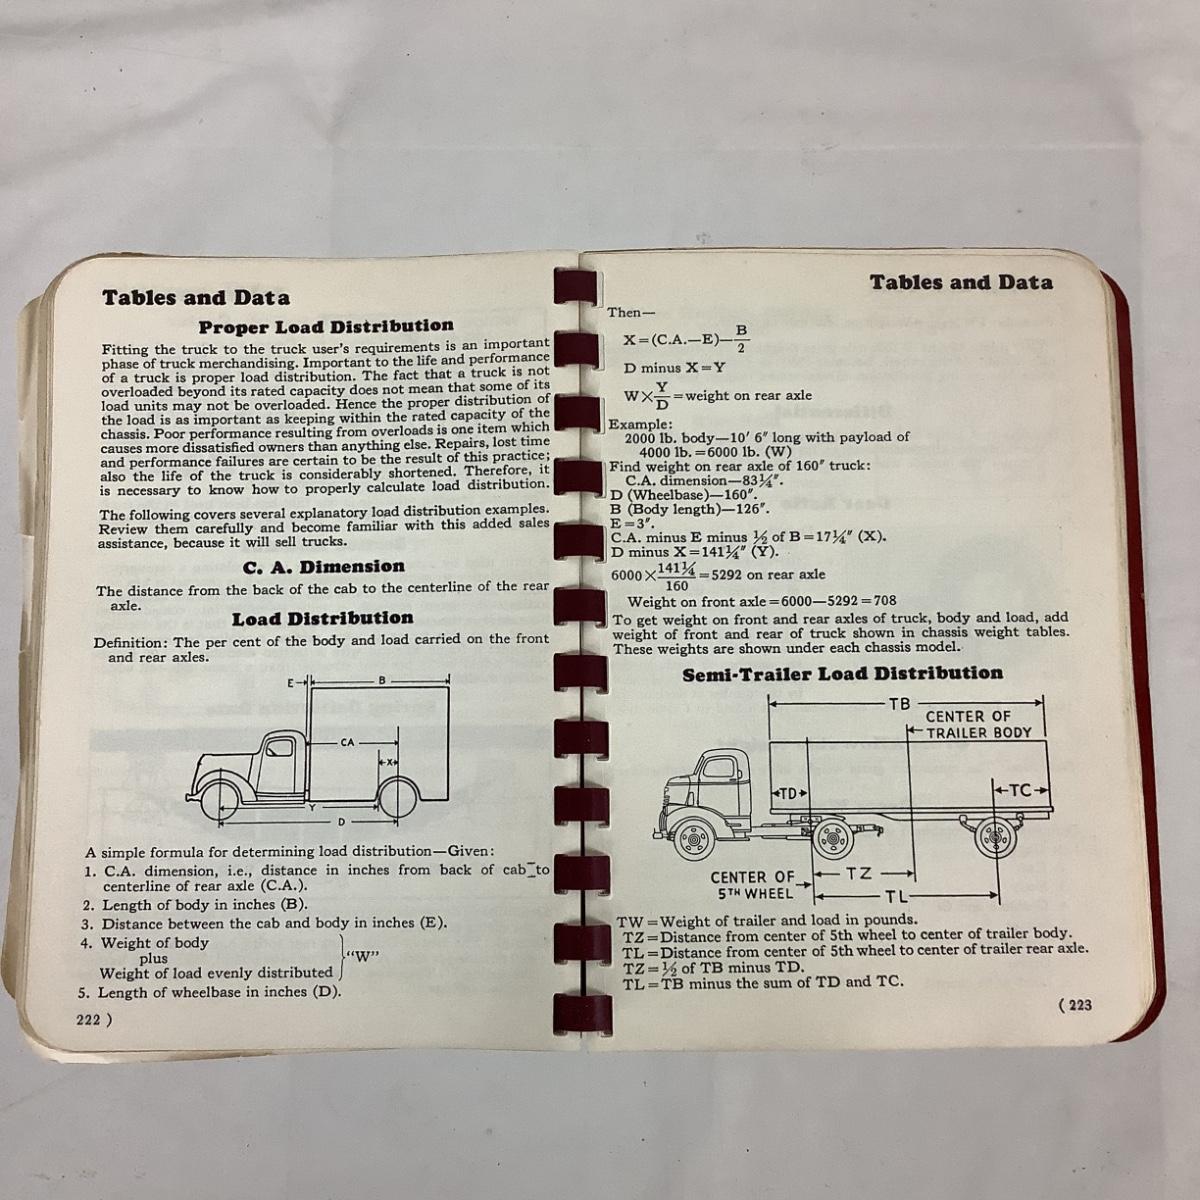 Tables and Data
Proper Load Distribution
Fitting the truck to the truck user's requirements is an important
phase of truck merchandising. Important to the life and performance
of a truck is proper load distribution. The fact that a truck is not
overloaded beyond its rated capacity does not mean that some of its
load units may not be overloaded. Hence the proper distribution of
the load is as important as keeping within the rated capacity of the
chassis. Poor performance resulting from overloads is one item which
causes more dissatisfied owners than anything else. Repairs, lost time
and performance failures are certain to be the result of this practice;
also the life of the truck is considerably shortened. Therefore, it
is necessary to know how to properly calculate load distribution.
The following covers several explanatory load distribution examples.
Review them carefully and become familiar with this added sales
assistance, because it will sell trucks.
C. A. Dimension
The distance from the back of the cab to the centerline of the rear
axle.
Load Distribution
Definition: The per cent of the body and load carried on the front
and rear axles.
E
B
CA
X
Y
D
A simple formula for determining load distribution—Given:
1. C.A. dimension, i.e., distance in inches from back of cab to
centerline of rear axle (C.A.).
2. Length of body in inches (B).
3. Distance between the cab and body in inches (E).
4. Weight of body
plus
"W"
Weight of load evenly distributed
5. Length of wheelbase in inches (D).
222 )
Tables and Data
Then—
X=(C.A.—E)—B/2
D minus X=Y
W×Y/D=weight on rear axle
Example:
2000 lb. body—10' 6" long with payload of
4000 lb.=6000 lb. (W)
Find weight on rear axle of 160" truck:
C.A. dimension—83¼".
D (Wheelbase)—160".
B (Body length)—126".
E=3".
C.A. minus E minus ½ of B=17¼" (X).
D minus X=141¼" (Y).
6000×141¼/160=5292 on rear axle
Weight on front axle=6000—5292=708
To get weight on front and rear axles of truck, body and load, add
weight of front and rear of truck shown in chassis weight tables.
These weights are shown under each chassis model.
Semi-Trailer Load Distribution
TB
CENTER OF
TRAILER BODY
TD
TC
CENTER OF
5TH WHEEL
TZ
TL
TW=Weight of trailer and load in pounds.
TZ=Distance from center of 5th wheel to center of trailer body.
TL=Distance from center of 5th wheel to center of trailer rear axle.
TZ=½ of TB minus TD.
TL=TB minus the sum of TD and TC.
( 223